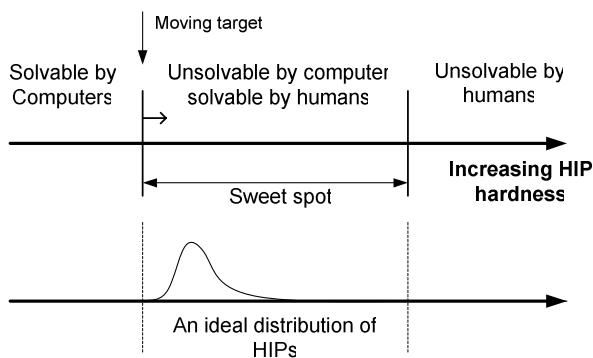 Moving target
Solvable by
Computers
Unsolvable by computer
solvable by humans
Unsolvable by
humans
Increasing HIP
hardness
Sweet spot
An ideal distribution of
HIPs